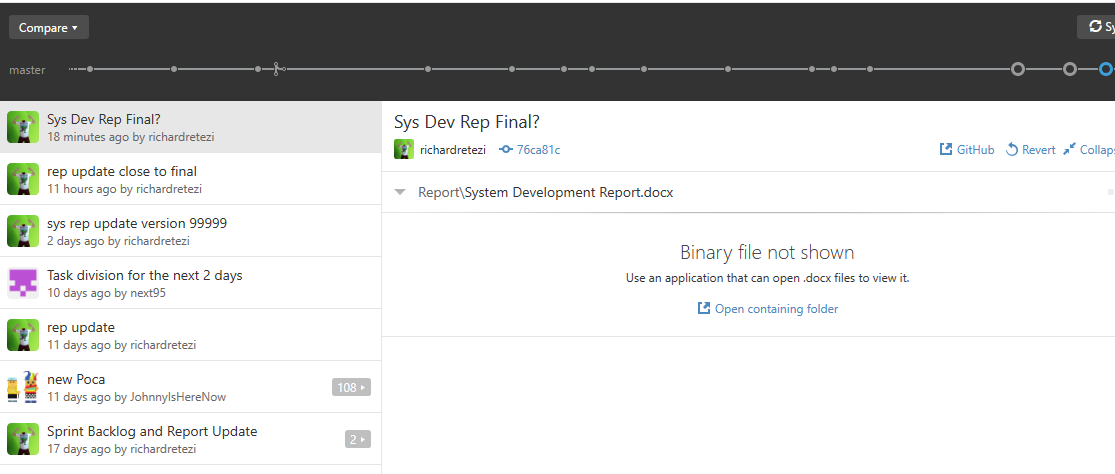 Compare
Sy
master
Sys Dev Rep Final?
18 minutes ago by richardretezi
rep update close to final
11 hours ago by richardretezi
sys rep update version 99999
2 days ago by richardretezi
Task division for the next 2 days
10 days ago by next95
rep update
11 days ago by richardretezi
new Poca
11 days ago by JohnnyIsHereNow
108
Sprint Backlog and Report Update
17 days ago by richardretezi
2
Sys Dev Rep Final?
richardretezi 76ca81c GitHub Revert Collaps
Report\System Development Report.docx
Binary file not shown
Use an application that can open .docx files to view it.
Open containing folder